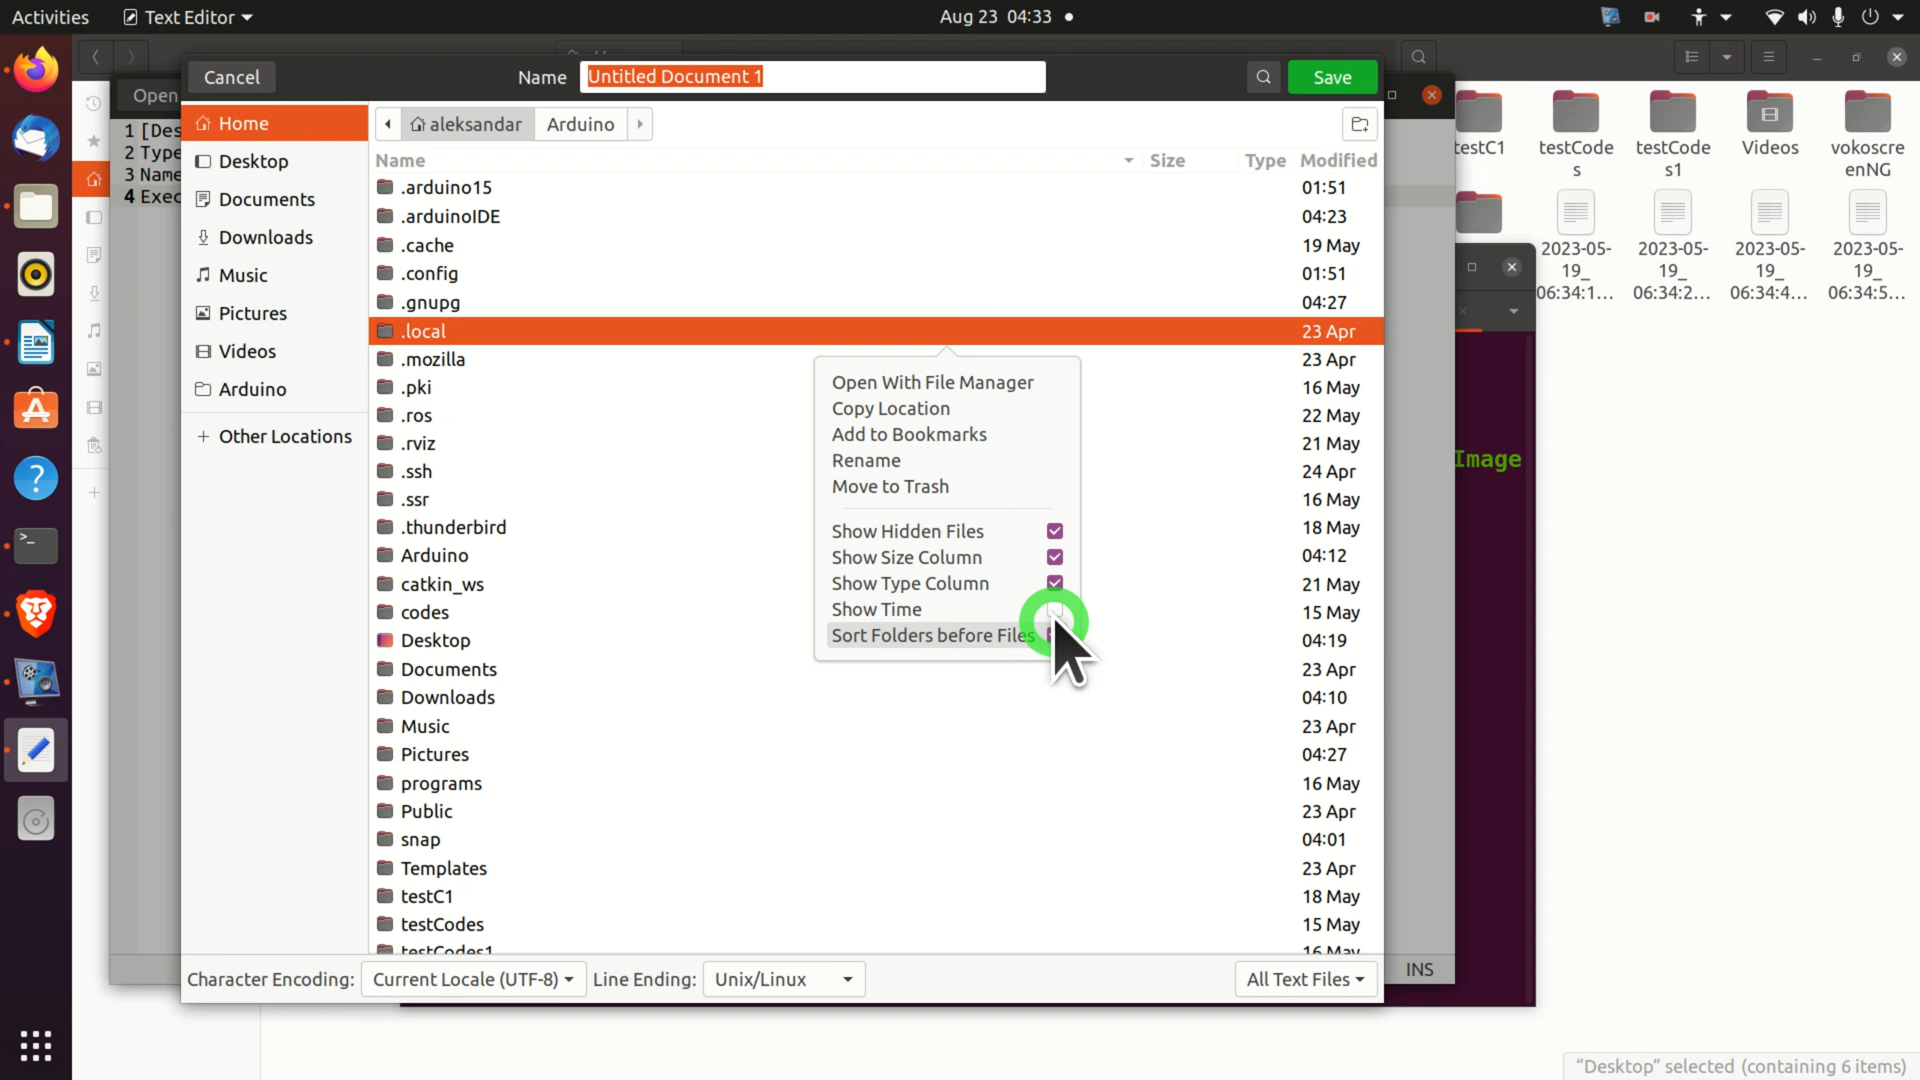 Activities
Text Editor
Aug 23 04:33
Cancel
Name
Untitled Document 1
Save
Open
1 [Des
2 Type
3 Name
4 Exec
Home
Desktop
Documents
Downloads
Music
Pictures
Videos
Arduino
Other Locations
aleksandar
Arduino
Name
Size
Type
Modified
.arduino15 01:51
.arduinoIDE 04:23
.cache 19 May
.config 01:51
.gnupg 04:27
.local 23 Apr
.mozilla 23 Apr
.pki 16 May
.ros 22 May
.rviz 21 May
.ssh 24 Apr
.ssr 16 May
.thunderbird 18 May
Arduino 04:12
catkin_ws 21 May
codes 15 May
Desktop 04:19
Documents 23 Apr
Downloads 04:10
Music 23 Apr
Pictures 04:27
programs 16 May
Public 23 Apr
snap 04:01
Templates 23 Apr
testC1 18 May
testCodes 15 May
testCodes1 16 May
Open With File Manager
Copy Location
Add to Bookmarks
Rename
Move to Trash
Show Hidden Files
Show Size Column
Show Type Column
Show Time
Sort Folders before Files
Character Encoding:
Current Locale (UTF-8)
Line Ending:
Unix/Linux
All Text Files
INS
testC1
testCode
s
testCode
s1
Videos
vokoscre
enNG
2023-05-
19_
06:34:1...
2023-05-
19_
06:34:2...
2023-05-
19_
06:34:4...
2023-05-
19_
06:34:5...
Image
"Desktop" selected (containing 6 items)